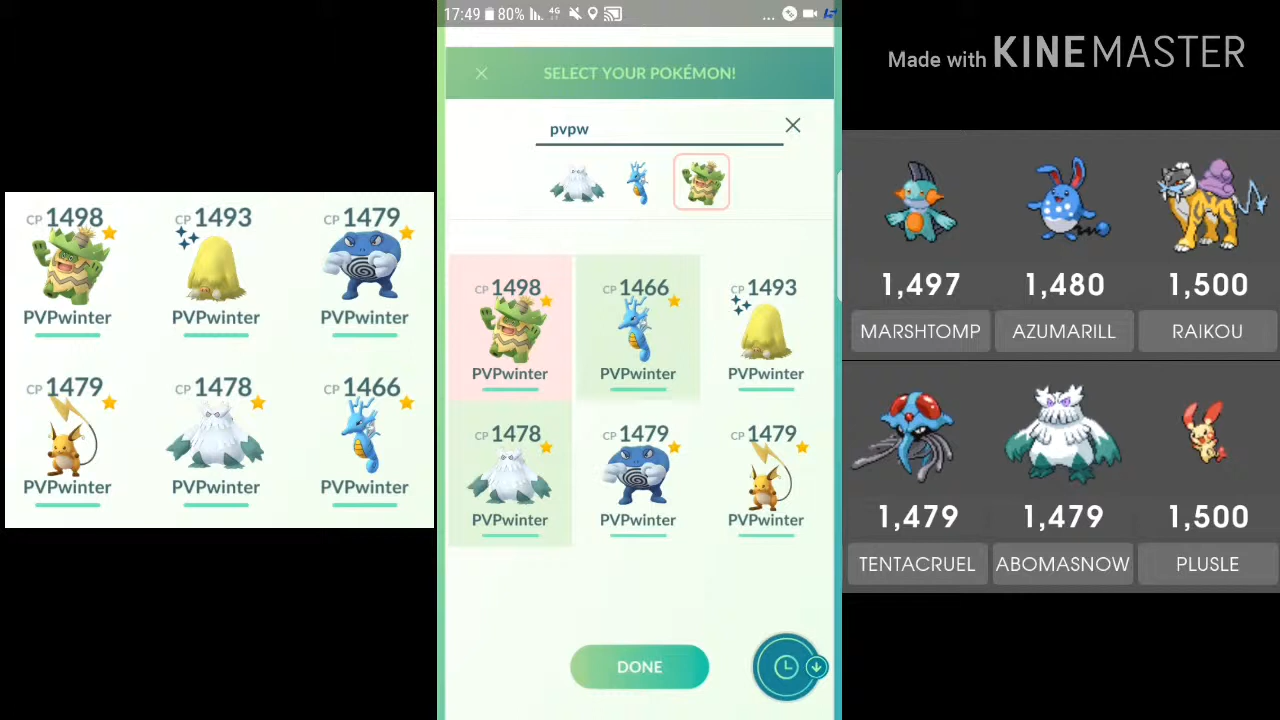 CP 1498 CP 1493 CP 1479
PVPwinter PVPwinter PVPwinter
CP 1479 CP 1478 CP 1466
PVPwinter PVPwinter PVPwinter
17:49 80% 4G ...
SELECT YOUR POKÉMON!
pvpw
CP 1498 CP 1466 CP 1493
PVPwinter PVPwinter PVPwinter
CP 1478 CP 1479 CP 1479
PVPwinter PVPwinter PVPwinter
DONE
Made with KINEMASTER
1,497 1,480 1,500
MARSHTOMP AZUMARILL RAIKOU
1,479 1,479 1,500
TENTACRUEL ABOMASNOW PLUSLE